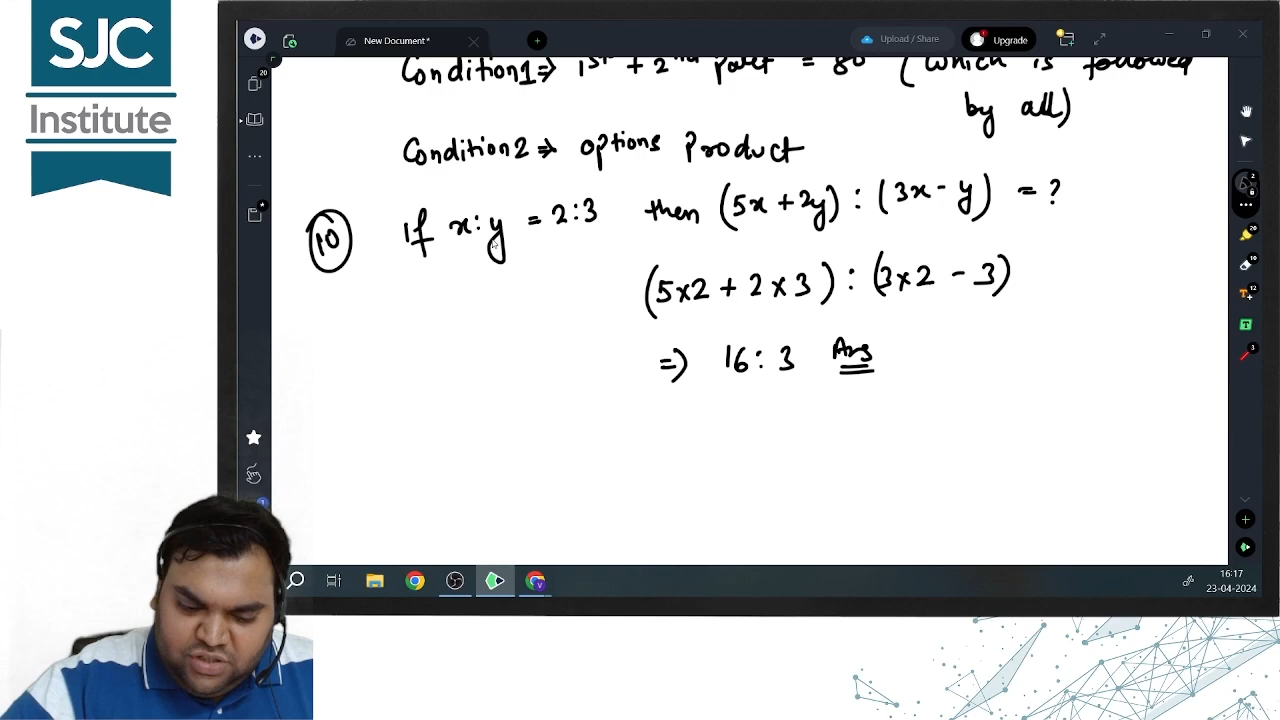 SJC
Institute
New Document*
Upload / Share
Upgrade
Condition1⇒ 1st + 2nd part = 80 (which is followed
by all)
Condition2⇒ options Product
10 If x:y = 2:3 then (5x+2y) : (3x-y) = ?
(5x2 + 2x3) : (3x2 - 3)
=) 16:3 Ans
16:17
23-04-2024